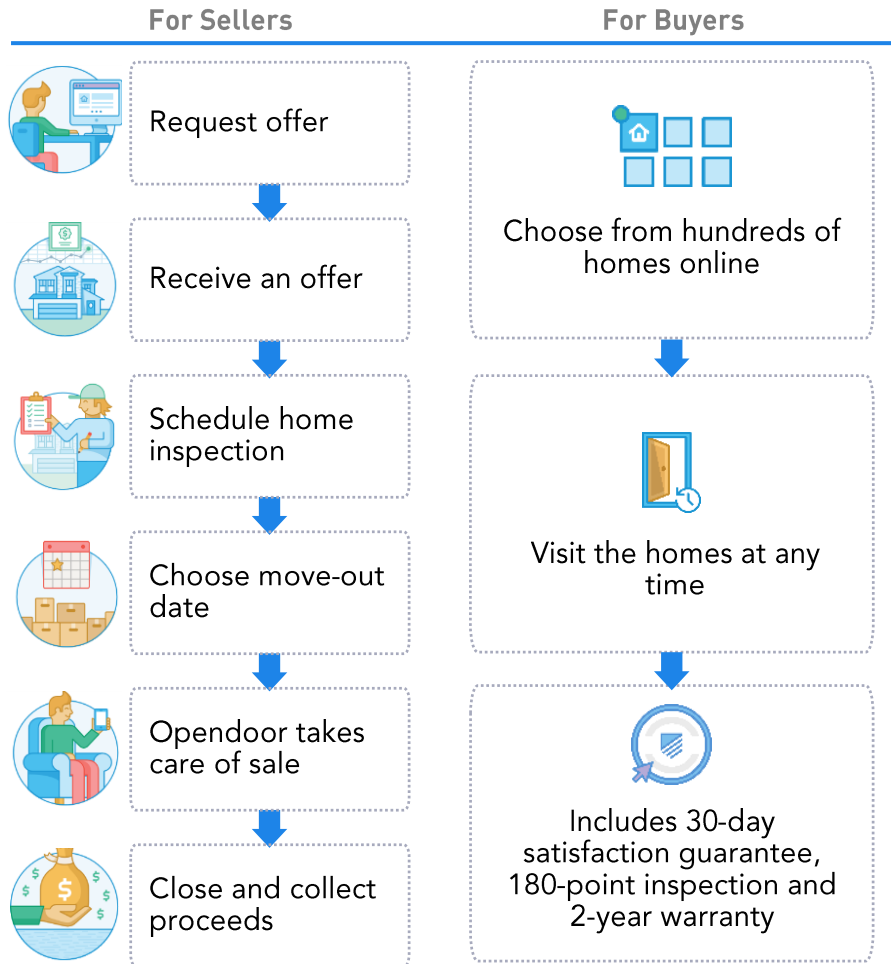 For Sellers
Request offer
Receive an offer
Schedule home
inspection
Choose move-out
date
Opendoor takes
care of sale
Close and collect
proceeds
For Buyers
Choose from hundreds of
homes online
Visit the homes at any
time
Includes 30-day
satisfaction guarantee,
180-point inspection and
2-year warranty